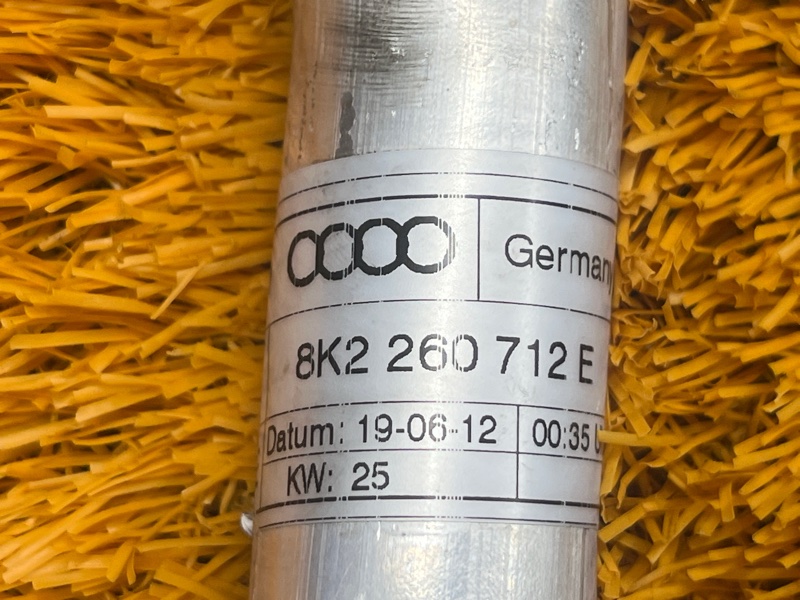 Germany
8K2 260 712 E
Datum: 19-06-12 00:35 U
KW: 25